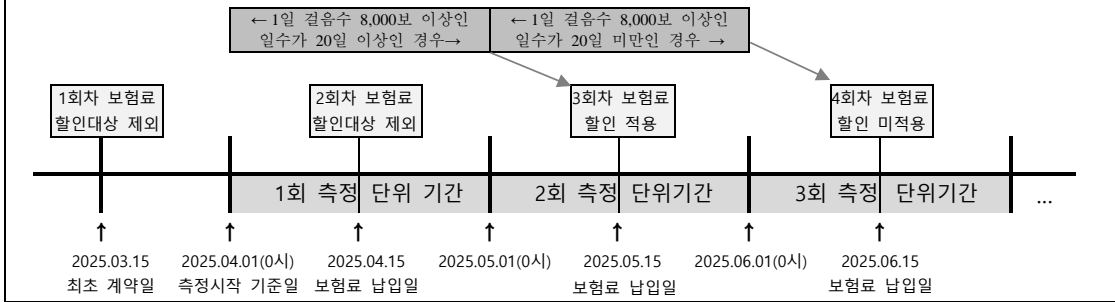 ← 1일 걸음수 8,000보 이상인
일수가 20일 이상인 경우→
← 1일 걸음수 8,000보 이상인
일수가 20일 미만인 경우 →
1회차 보험료
할인대상 제외
2회차 보험료
할인대상 제외
3회차 보험료
할인 적용
4회차 보험료
할인 미적용
1회 측정 단위 기간
2회 측정 단위기간
3회 측정 단위기간
...
↑ ↑ ↑ ↑ ↑ ↑ ↑
2025.03.15
최초 계약일
2025.04.01(0시)
측정시작 기준일
2025.04.15
보험료 납입일
2025.05.01(0시)
2025.05.15
보험료 납입일
2025.06.01(0시)
2025.06.15
보험료 납입일